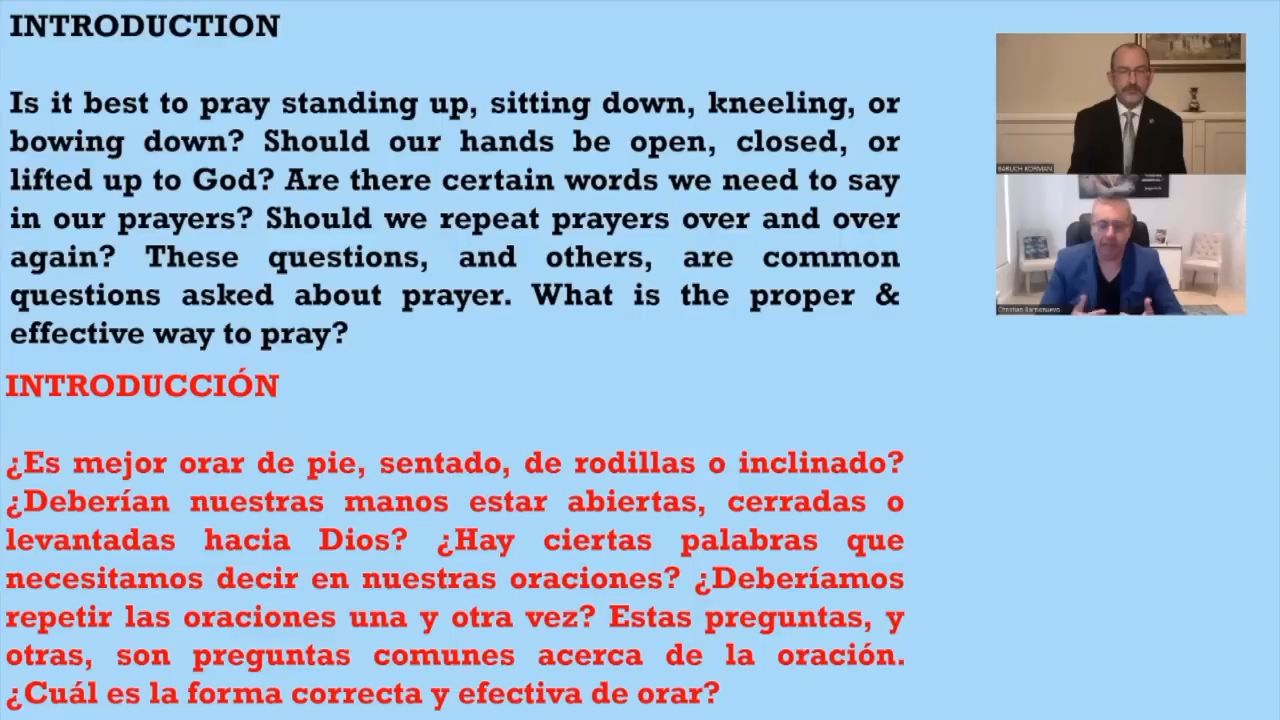 INTRODUCTION
Is it best to pray standing up, sitting down, kneeling, or
bowing down? Should our hands be open, closed, or
lifted up to God? Are there certain words we need to say
in our prayers? Should we repeat prayers over and over
again? These questions, and others, are common
questions asked about prayer. What is the proper &
effective way to pray?
INTRODUCCIÓN
¿Es mejor orar de pie, sentado, de rodillas o inclinado?
¿Deberían nuestras manos estar abiertas, cerradas o
levantadas hacia Dios? ¿Hay ciertas palabras que
necesitamos decir en nuestras oraciones? ¿Deberíamos
repetir las oraciones una y otra vez? Estas preguntas, y
otras, son preguntas comunes acerca de la oración.
¿Cuál es la forma correcta y efectiva de orar?
BARUCH KORMAN
Christian Barrionuevo